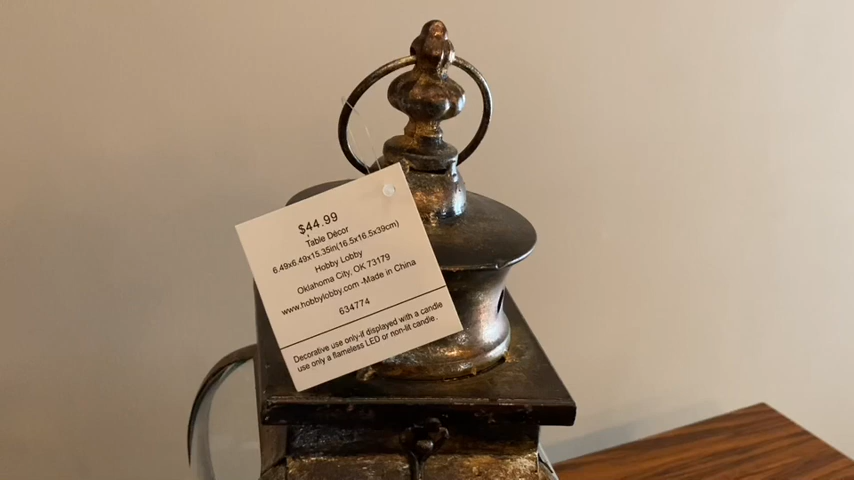 $44.99
Table Décor
6.49x6.49x15.35in(16.5x16.5x39cm)
Hobby Lobby
Oklahoma City, OK 73179
www.hobbylobby.com -Made in China
634774
Decorative use only-if displayed with a candle
use only a flameless LED or non-lit candle.